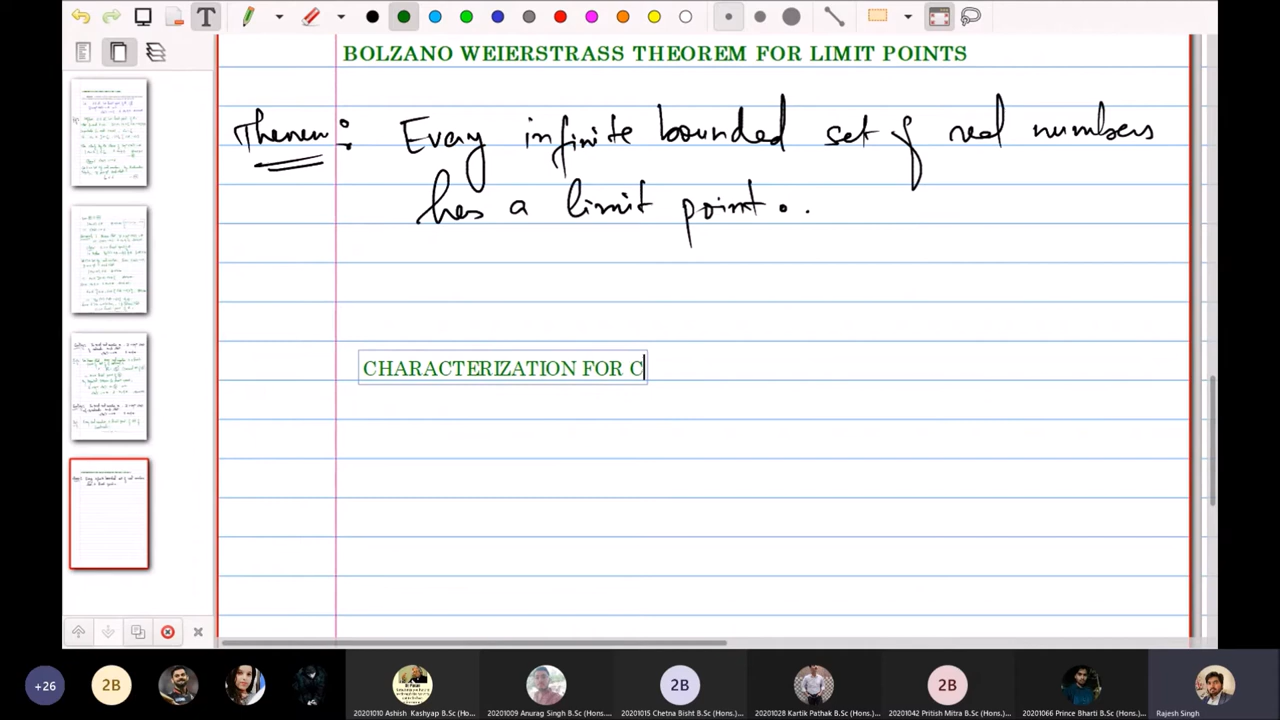 BOLZANO WEIERSTRASS THEOREM FOR LIMIT POINTS
Theorem: Every infinite bounded set of real numbers
has a limit point.
CHARACTERIZATION FOR C
+26
2B
2B
2B
20201010 Ashish Kashyap B.Sc (Ho...
20201009 Anurag Singh B.Sc (Hons.)...
20201015 Chetna Bisht B.Sc (Hons.)...
20201028 Kartik Pathak B.Sc (Hons.)...
20201042 Pritish Mitra B.Sc (Hons.)...
20201066 Prince Bharti B.Sc (Hons.)...
Rajesh Singh